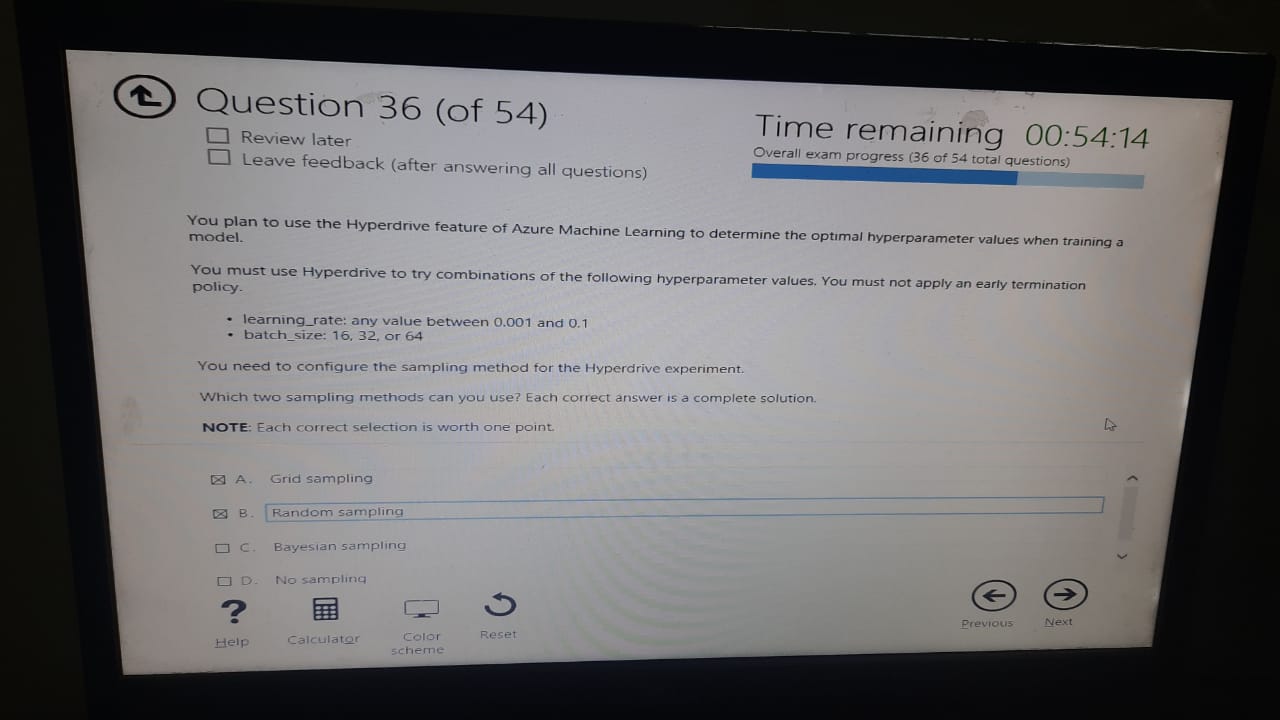 Question 36 (of 54)
Review later
Leave feedback (after answering all questions)
Time remaining 00:54:14
Overall exam progress (36 of 54 total questions)
You plan to use the Hyperdrive feature of Azure Machine Learning to determine the optimal hyperparameter values when training a
model.
You must use Hyperdrive to try combinations of the following hyperparameter values. You must not apply an early termination
policy.
• learning_rate: any value between 0.001 and 0.1
• batch_size: 16, 32, or 64
You need to configure the sampling method for the Hyperdrive experiment.
Which two sampling methods can you use? Each correct answer is a complete solution.
NOTE: Each correct selection is worth one point.
A. Grid sampling
B. Random sampling
C. Bayesian sampling
D. No sampling
Help
Calculator
Color
scheme
Reset
Previous
Next